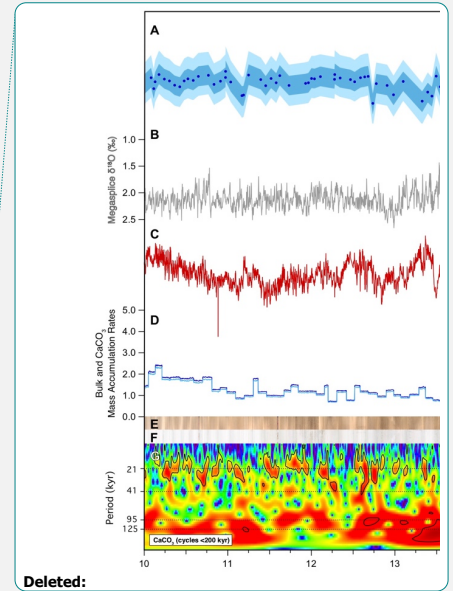 A
B
Megasplice δ¹⁸O (‰)
1.0
1.5
2.0
2.5
C
D
Bulk and CaCO₃
Mass Accumulation Rates
5.0
4.0
3.0
2.0
1.0
0.0
E
F
G
Period (kyr)
21
41
95
125
CaCO₃ (cycles <200 kyr)
10 11 12 13
Deleted: